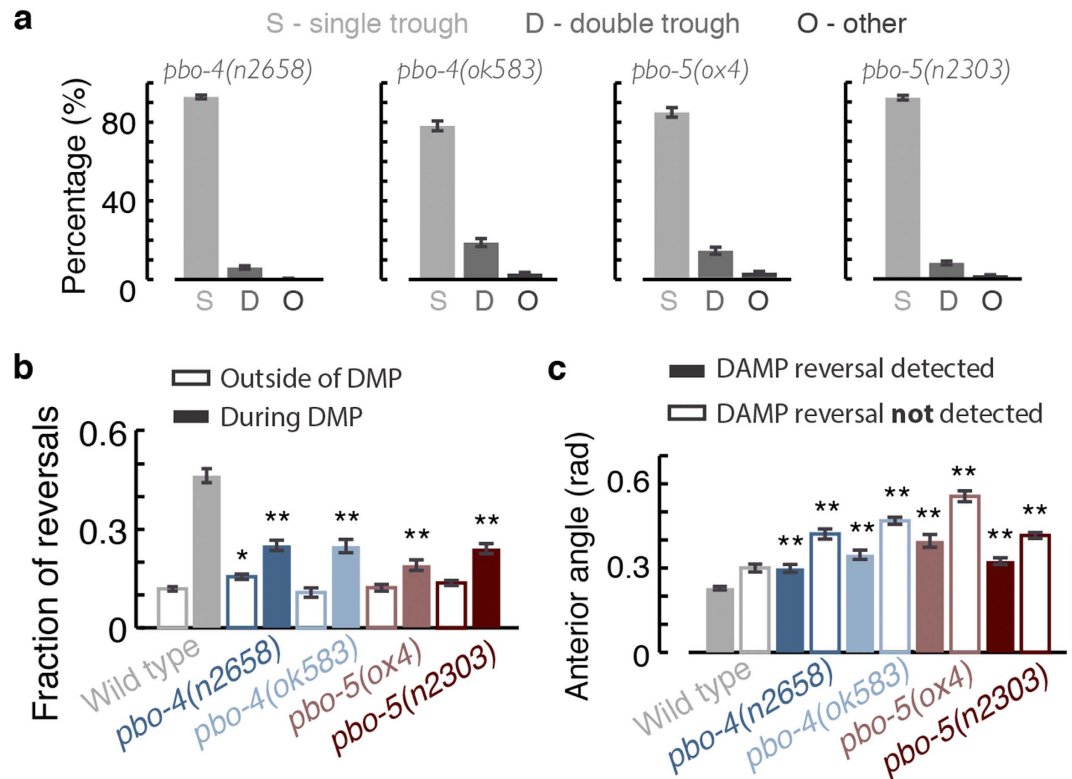 a
S - single trough D - double trough O - other
pbo-4(n2658) pbo-4(ok583) pbo-5(ox4) pbo-5(n2303)
Percentage (%)
80
40
0
S D O S D O S D O S D O
b
Outside of DMP
During DMP
Fraction of reversals
0.6
0.3
0
* ** ** ** **
Wild type
pbo-4(n2658)
pbo-4(ok583)
pbo-5(ox4)
pbo-5(n2303)
c
DAMP reversal detected
DAMP reversal not detected
Anterior angle (rad)
0.6
0.3
0
** ** ** ** ** ** ** **
Wild type
pbo-4(n2658)
pbo-4(ok583)
pbo-5(ox4)
pbo-5(n2303)